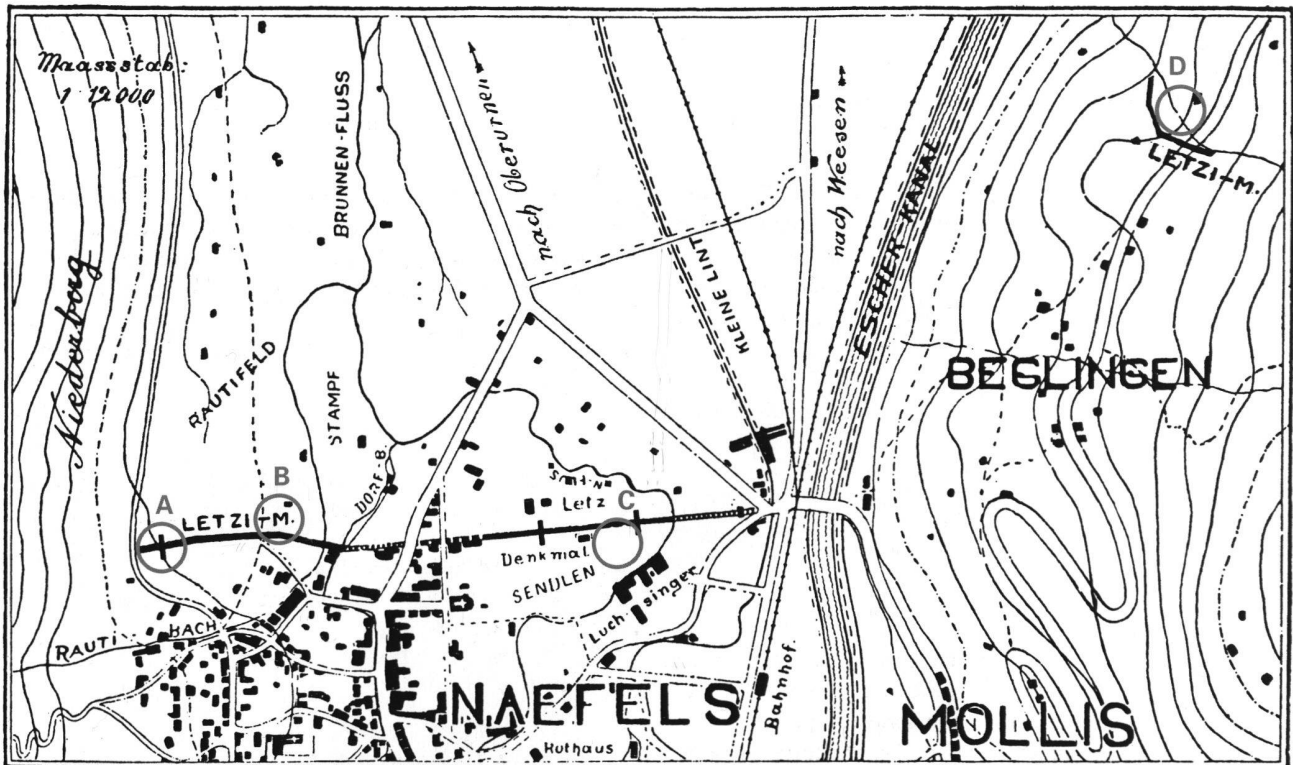 Maasstab:
1 12000
D
LETZI-M.
BRUNNEN-FLUSS
nach Oberurnen
nach Weesen
ESCHER-KANAL
KLEINE LINT
Niederberg
RAUTIFELD
STAMPF
BEGLINGEN
DORF-B.
A
B
LETZI-M.
C
Letz
Denkmal
SENDLEN
Luchsinger
RAUTI BACH
NAEFELS
Bahnhof
MOLLIS
Huthaus